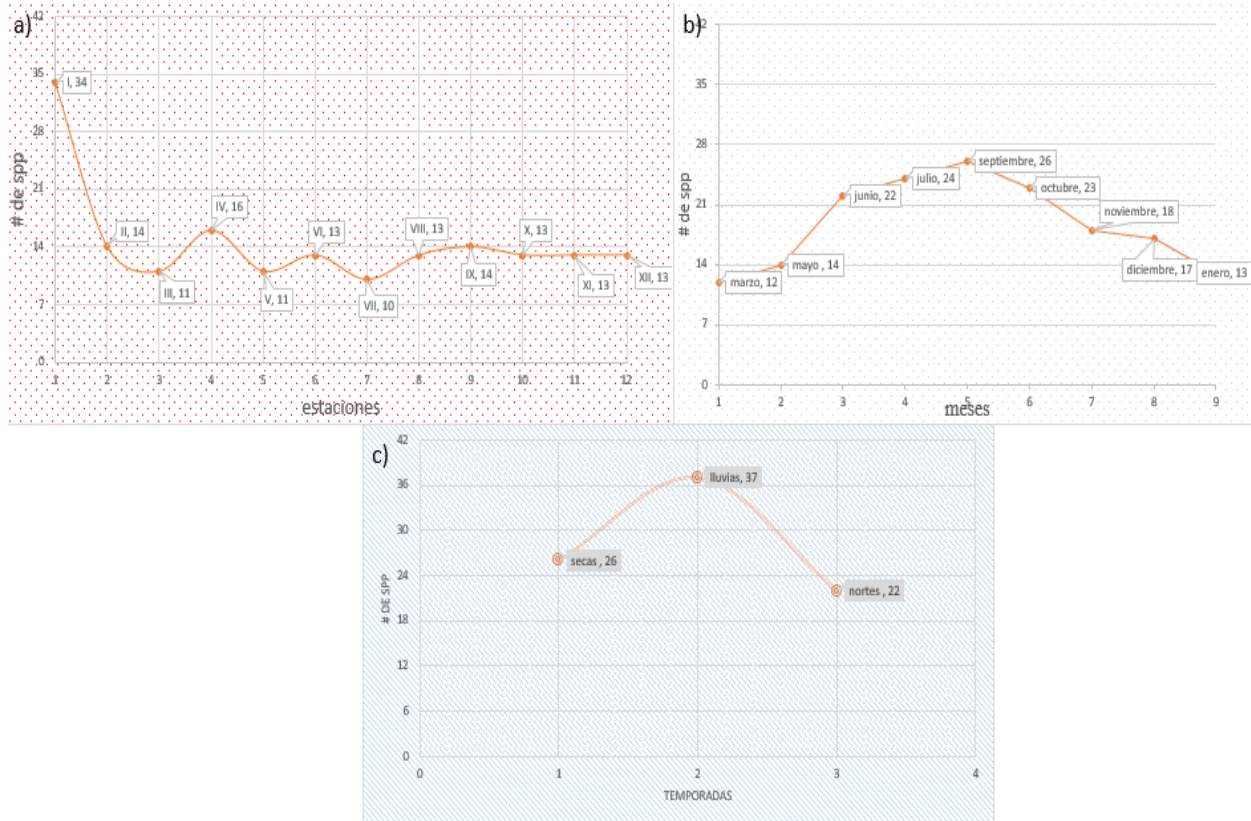 a)
42
35
28
21
14
7
0
# de spp
I, 34
II, 14
III, 11
IV, 16
V, 11
VI, 13
VII, 10
VIII, 13
IX, 14
X, 13
XI, 13
XII, 13
1 2 3 4 5 6 7 8 9 10 11 12
estaciones
b)
42
35
28
21
14
7
0
# de spp
marzo, 12
mayo , 14
junio, 22
julio, 24
septiembre, 26
octubre, 23
noviembre, 18
diciembre, 17
enero, 13
1 2 3 4 5 6 7 8 9
meses
c)
42
36
30
24
18
12
6
0
# DE SPP
secas , 26
lluvias, 37
nortes , 22
0 1 2 3 4
TEMPORADAS